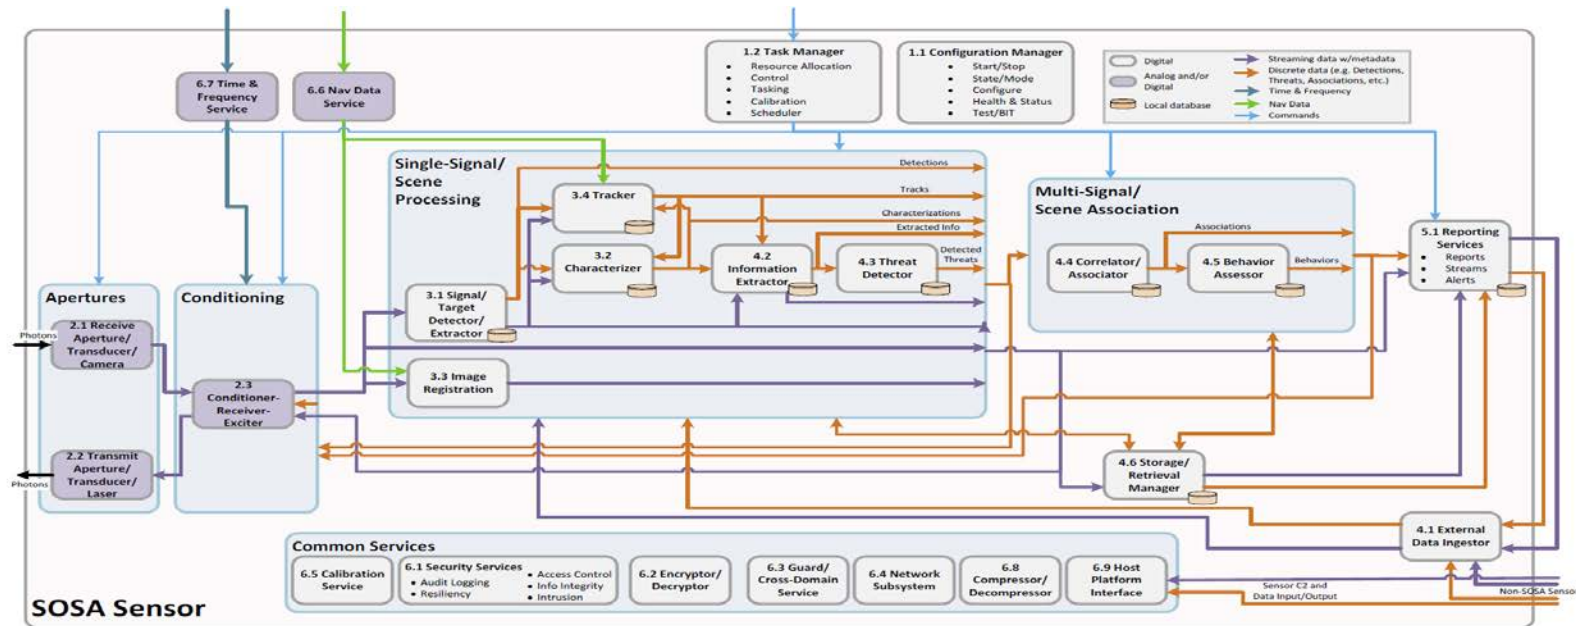 1.2 Task Manager
• Resource Allocation
• Control
• Tasking
• Calibration
• Scheduler
1.1 Configuration Manager
• Start/Stop
• State/Mode
• Configure
• Health & Status
• Test/BIT
Digital
Analog and/or
Digital
Local database
Streaming data w/metadata
Discrete data (e.g. Detections,
Threats, Associations, etc.)
Time & Frequency
Nav Data
Commands
6.7 Time &
Frequency
Service
6.6 Nav Data
Service
Single-Signal/
Scene
Processing
Detections
3.4 Tracker
Tracks
Characterizations
Extracted Info
3.2
Characterizer
4.2
Information
Extractor
4.3 Threat
Detector
Detected
Threats
3.1 Signal/
Target
Detector/
Extractor
3.3 Image
Registration
Multi-Signal/
Scene Association
Associations
4.4 Correlator/
Associator
4.5 Behavior
Assessor
Behaviors
5.1 Reporting
Services
• Reports
• Streams
• Alerts
Apertures
Conditioning
Photons
2.1 Receive
Aperture/
Transducer/
Camera
2.3
Conditioner-
Receiver-
Exciter
2.2 Transmit
Aperture/
Transducer/
Laser
Photons
4.6 Storage/
Retrieval
Manager
4.1 External
Data Ingestor
Common Services
6.5 Calibration
Service
6.1 Security Services
• Audit Logging
• Resiliency
• Access Control
• Info Integrity
• Intrusion
6.2 Encryptor/
Decryptor
6.3 Guard/
Cross-Domain
Service
6.4 Network
Subsystem
6.8
Compressor/
Decompressor
6.9 Host
Platform
Interface
Sensor C2 and
Data Input/Output
Non-SOSA Sensor
SOSA Sensor